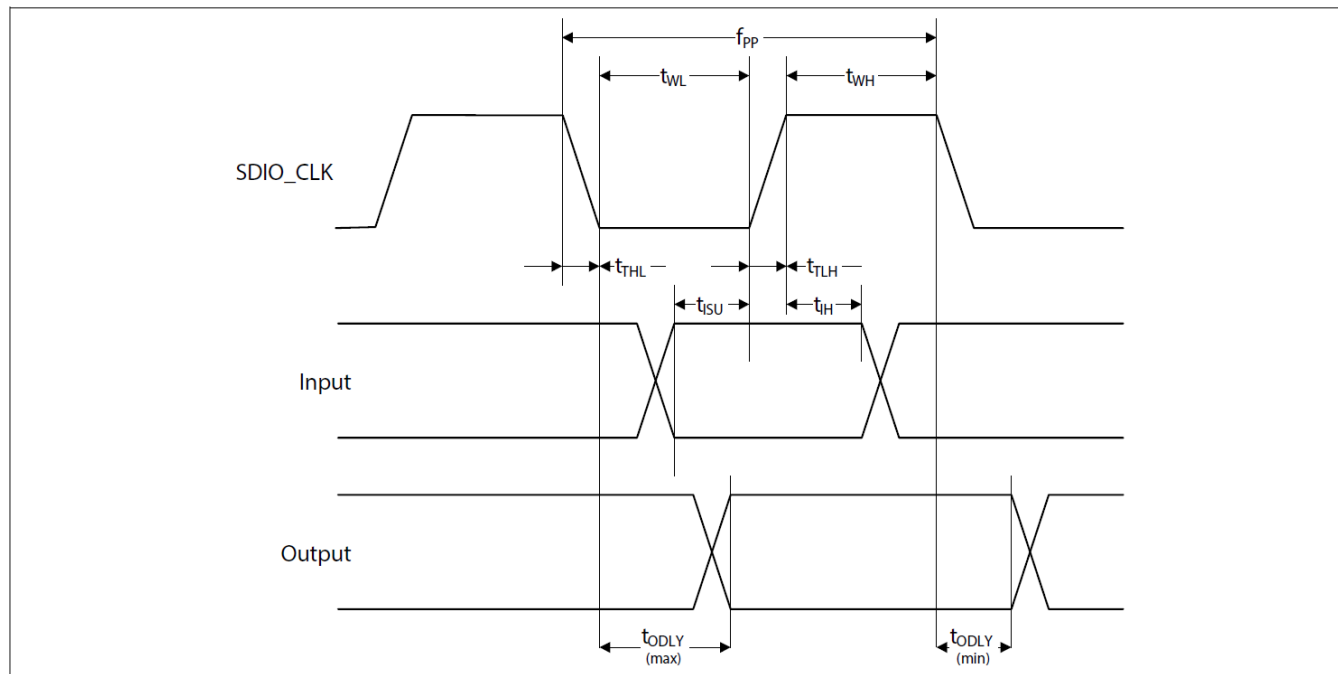 fPP
tWL
tWH
SDIO_CLK
tTHL
tTLH
tISU
tIH
Input
Output
tODLY
(max)
tODLY
(min)